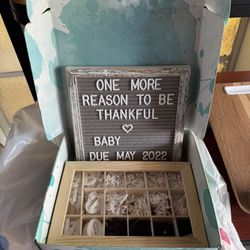 ONE MORE
REASON TO BE
THANKFUL
BABY
DUE MAY 2022